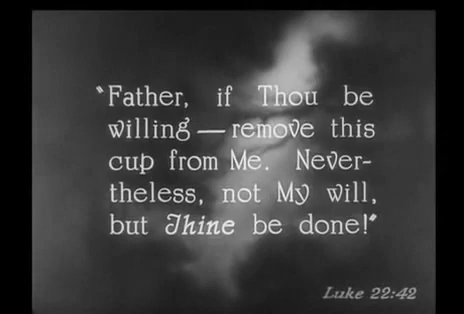 "Father, if Thou be
willing — remove this
cup from Me. Never-
theless, not My will,
but Thine be done!"
Luke 22:42